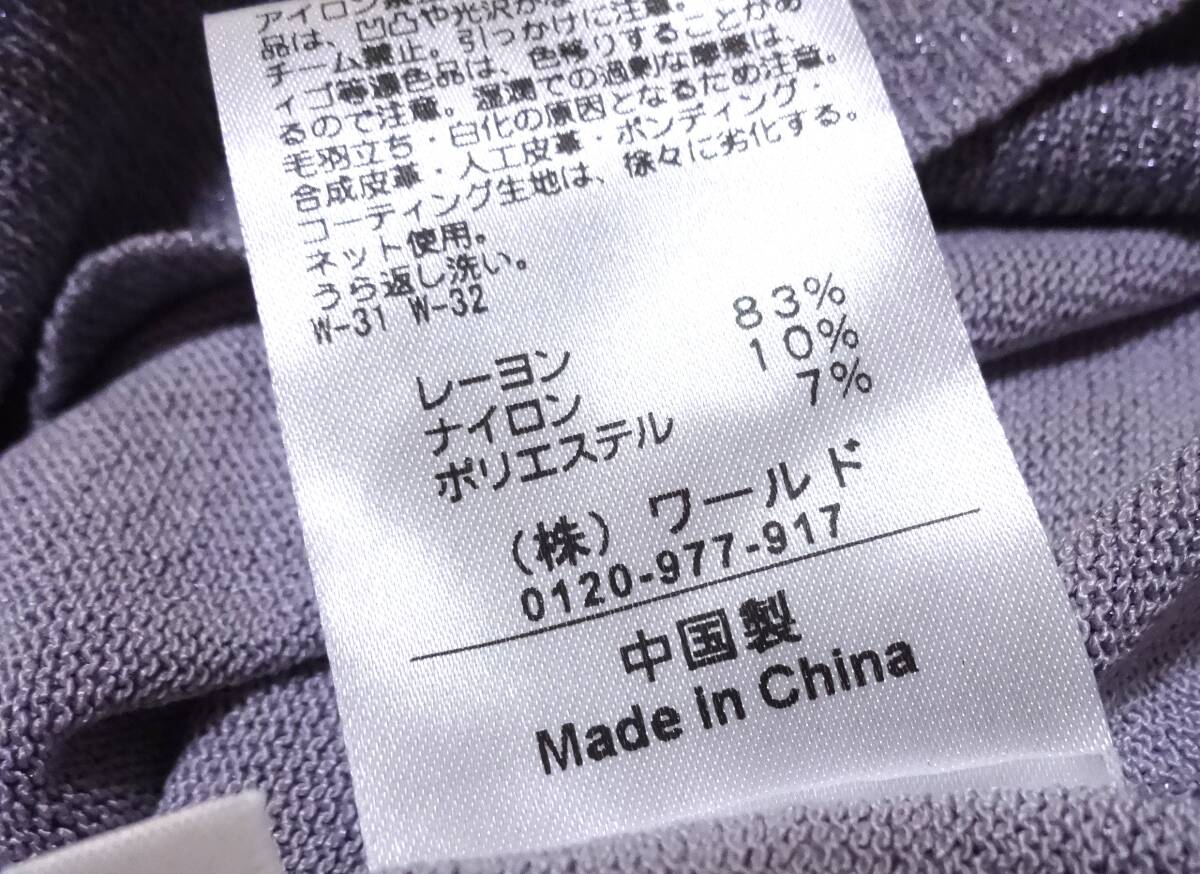 アイロン
品は、凹凸や光沢が
チーム禁止。引っかけに注意。
ィゴ等濃色品は、色移りすることがあ
るので注意。湿潤での過剰な摩擦は、
毛羽立ち・白化の原因となるため注意。
合成皮革・人工皮革・ボンディング・
コーティング生地は、徐々に劣化する。
ネット使用。
うら返し洗い。
W-31 W-32
レーヨン 83%
ナイロン 10%
ポリエステル 7%
(株) ワールド
0120-977-917
中国製
Made in China